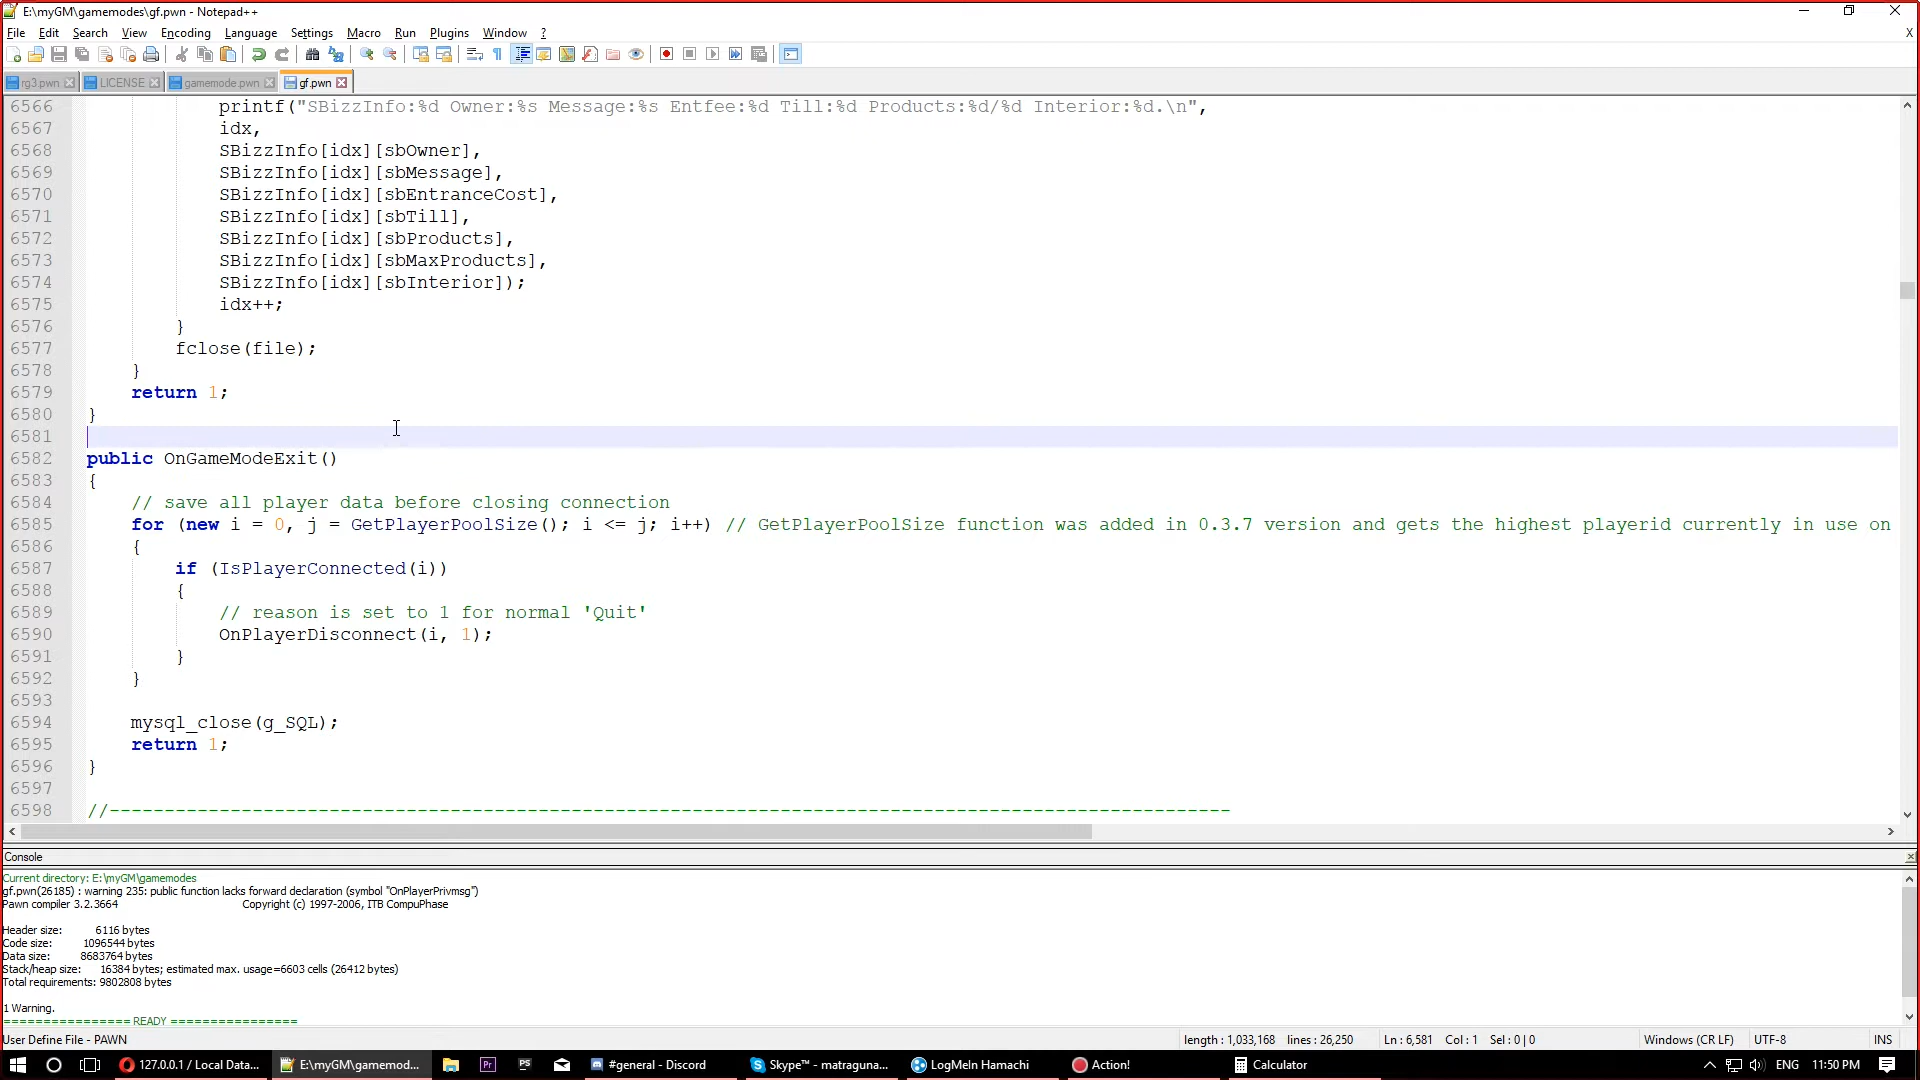 E:\myGM\gamemodes\gf.pwn - Notepad++
File Edit Search View Encoding Language Settings Macro Run Plugins Window ? X
rg3.pwn LICENSE gamemode.pwn gf.pwn
6566 printf("SBizzInfo:%d Owner:%s Message:%s Entfee:%d Till:%d Products:%d/%d Interior:%d.\n",
6567 idx,
6568 SBizzInfo[idx][sbOwner],
6569 SBizzInfo[idx][sbMessage],
6570 SBizzInfo[idx][sbEntranceCost],
6571 SBizzInfo[idx][sbTill],
6572 SBizzInfo[idx][sbProducts],
6573 SBizzInfo[idx][sbMaxProducts],
6574 SBizzInfo[idx][sbInterior]);
6575 idx++;
6576 }
6577 fclose(file);
6578 }
6579 return 1;
6580 }
6581
6582 public OnGameModeExit()
6583 {
6584 // save all player data before closing connection
6585 for (new i = 0, j = GetPlayerPoolSize(); i <= j; i++) // GetPlayerPoolSize function was added in 0.3.7 version and gets the highest playerid currently in use on
6586 {
6587 if (IsPlayerConnected(i))
6588 {
6589 // reason is set to 1 for normal 'Quit'
6590 OnPlayerDisconnect(i, 1);
6591 }
6592 }
6593
6594 mysql_close(g_SQL);
6595 return 1;
6596 }
6597
6598 //------------------------------------------------------------------------------------------------------
Console
Current directory: E:\myGM\gamemodes
gf.pwn(26185) : warning 235: public function lacks forward declaration (symbol "OnPlayerPrivmsg")
Pawn compiler 3.2.3664 Copyright (c) 1997-2006, ITB CompuPhase
Header size: 6116 bytes
Code size: 1096544 bytes
Data size: 8683764 bytes
Stack/heap size: 16384 bytes; estimated max. usage=6603 cells (26412 bytes)
Total requirements: 9802808 bytes
1 Warning.
================ READY ================
User Define File - PAWN length : 1,033,168 lines : 26,250 Ln : 6,581 Col : 1 Sel : 0 | 0 Windows (CR LF) UTF-8 INS
127.0.0.1 / Local Data... E:\myGM\gamemod... Pr PS #general - Discord Skype™ - matraguna... LogMeIn Hamachi Action! Calculator ENG 11:50 PM